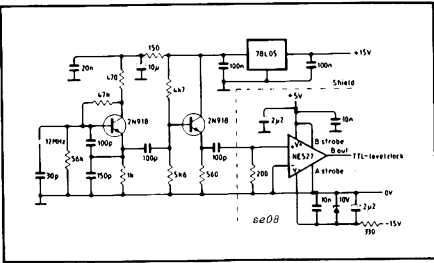 150
78L05
+15V
20n
470
10μ
100n
100n
Shield
47k
4k7
+5V
2μ2
10n
2N918
2N918
B strobe
12MHz
100p
+ V+
B out
TTL-level clock
NE527
100p
100p
- V-
A strobe
56k
30p
150p
1k
5k6
560
200
0V
10n
10V
2μ2
se08
-15V
330